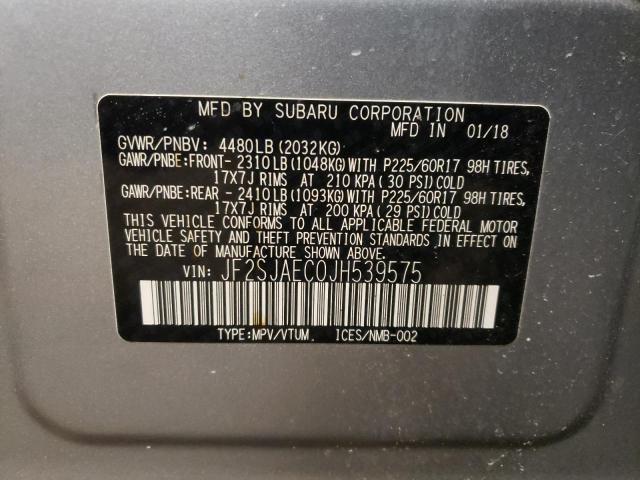 MFD BY SUBARU CORPORATION
MFD IN 01/18
GVWR/PNBV: 4480LB (2032KG)
GAWR/PNBE:FRONT- 2310LB(1048KG)WITH P225/60R17 98H TIRES,
17X7J RIMS AT 210 KPA (30 PSI)COLD
GAWR/PNBE:REAR - 2410LB(1093KG)WITH P225/60R17 98H TIRES,
17X7J RIMS AT 200 KPA (29 PSI)COLD
THIS VEHICLE CONFORMS TO ALL APPLICABLE FEDERAL MOTOR
VEHICLE SAFETY AND THEFT PREVENTION STANDARDS IN EFFECT ON
THE DATE OF MANUFACTURE SHOWN ABOVE.
VIN: JF2SJAEC0JH539575
TYPE:MPV/VTUM ICES/NMB-002